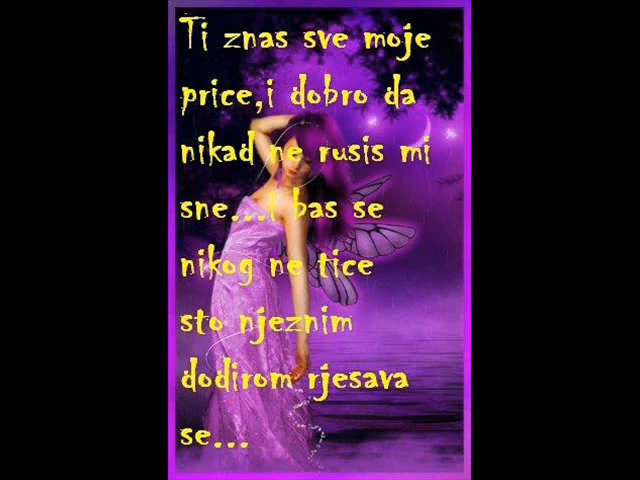 Ti znas sve moje
price,i dobro da
nikad ne rusis mi
sne...i bas se
nikog ne tice
sto njeznim
dodirom rjesava
se...